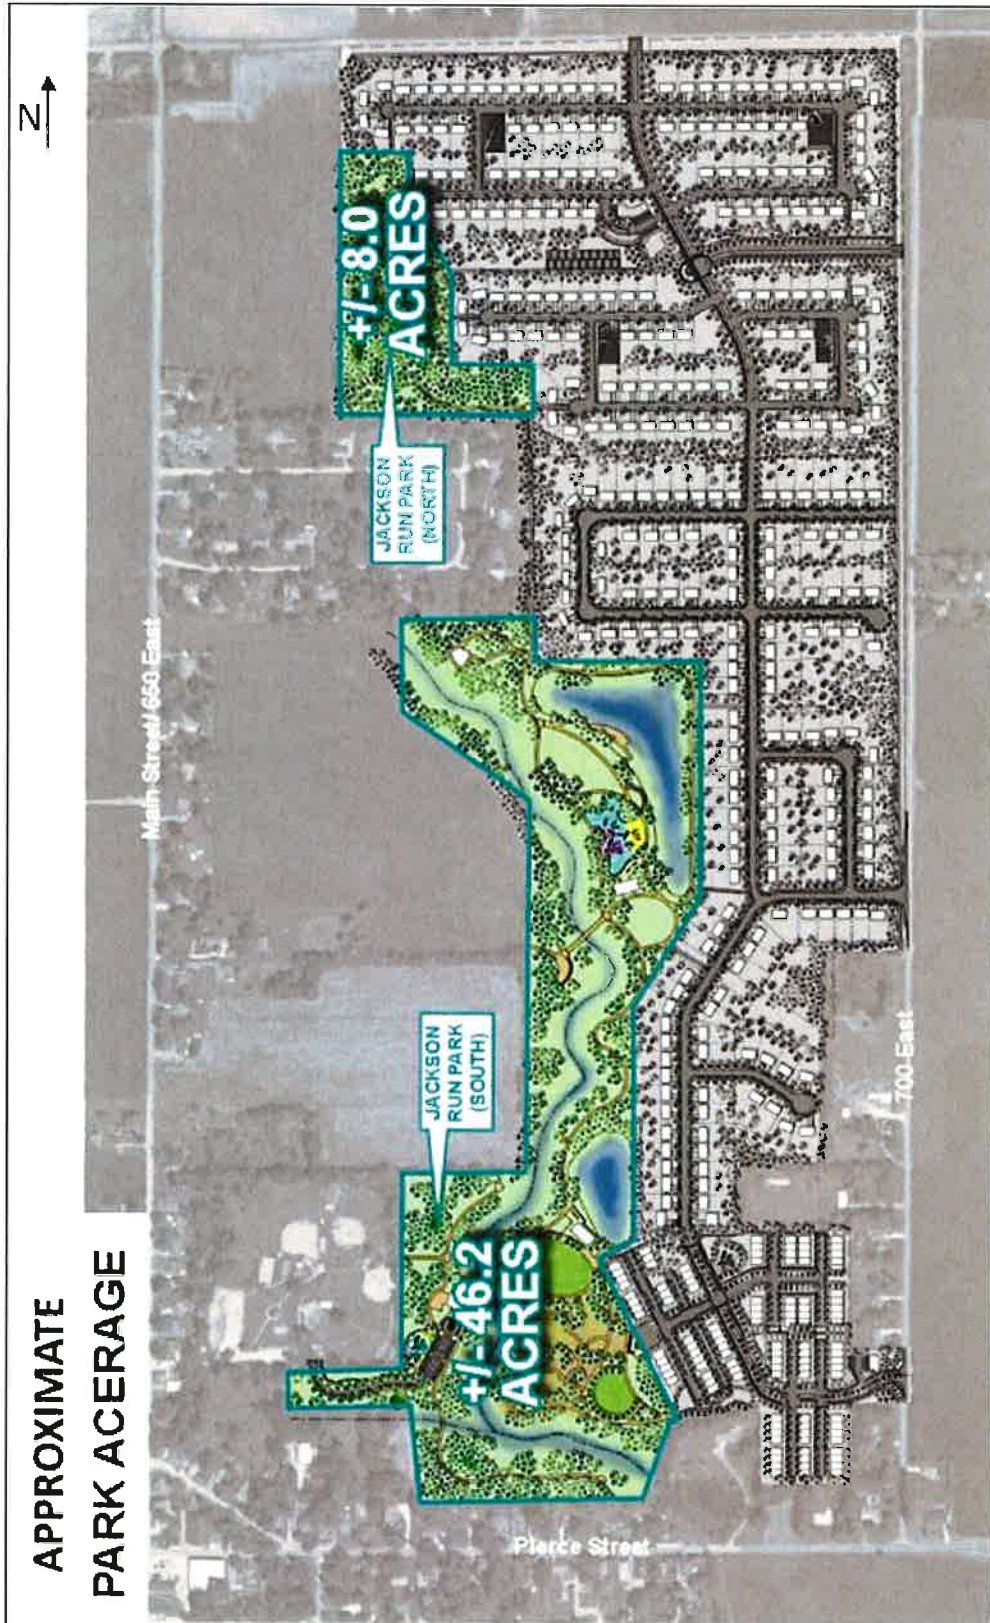 APPROXIMATE
PARK ACERAGE
N
Main Street/ 650 East
+/- 8.0
ACRES
JACKSON
RUN PARK
(NORTH)
JACKSON
RUN PARK
(SOUTH)
+/- 46.2
ACRES
700 East
Pierce Street